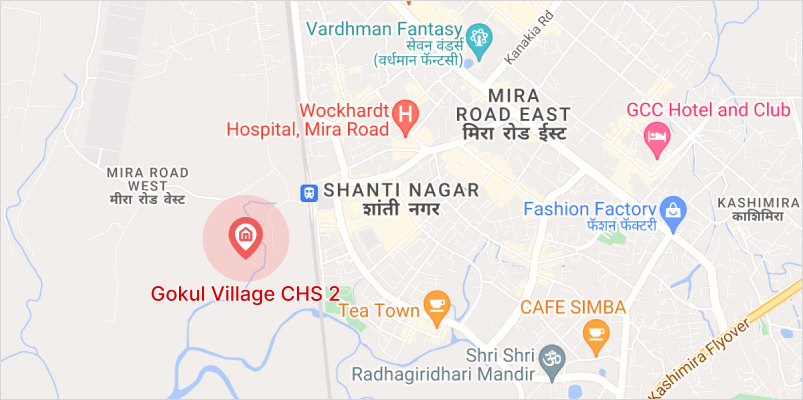 Vardhman Fantasy
सेवन वंडर्स
(वर्धमान फॅन्टसी)
Kanakia Rd
MIRA
ROAD EAST
मिरा रोड ईस्ट
GCC Hotel and Club
Wockhardt
Hospital, Mira Road
H
MIRA ROAD
WEST
मीरा रोड वेस्ट
SHANTI NAGAR
शांती नगर
KASHIMIRA
काशिमिरा
Fashion Factory
फॅशन फॅक्टरी
Gokul Village CHS 2
Tea Town
CAFE SIMBA
Shri Shri
Radhagiridhari Mandir
Kashimira Flyover